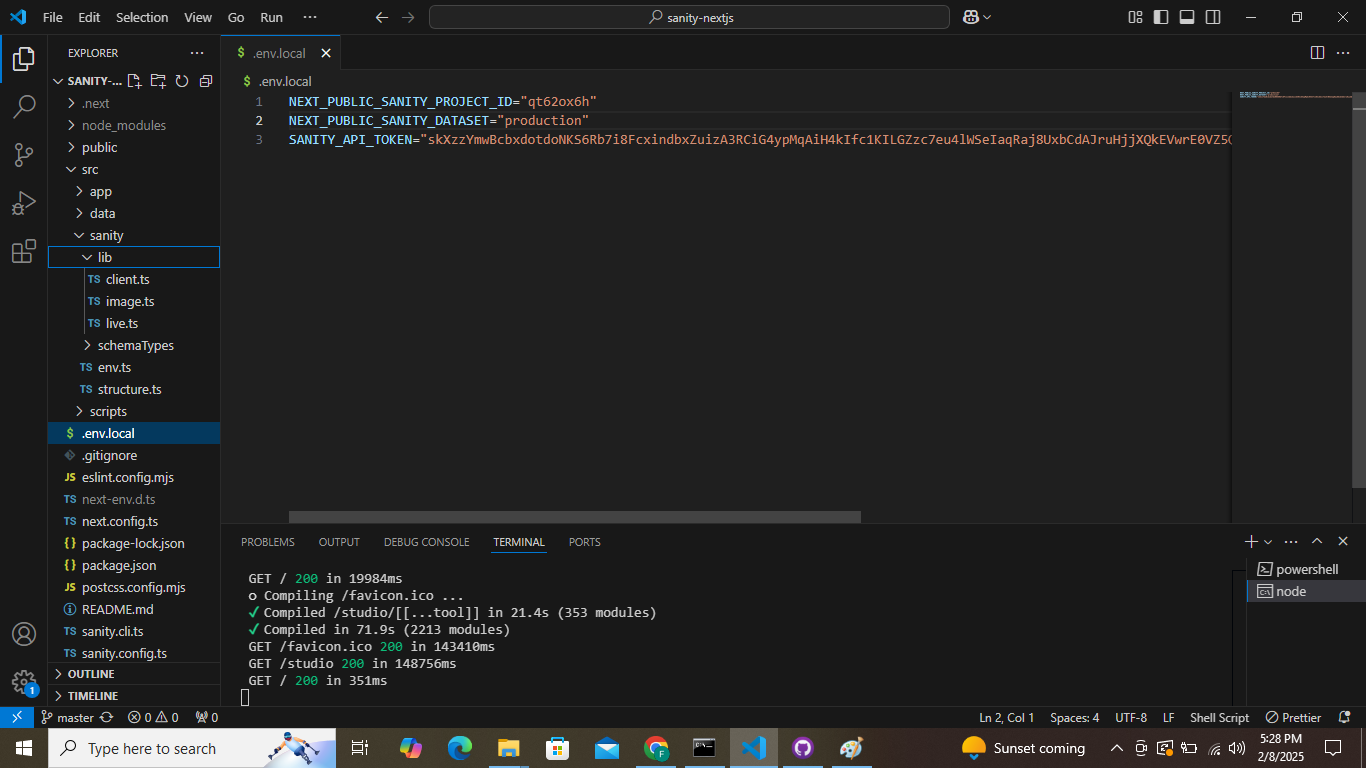 File Edit Selection View Go Run ...
sanity-nextjs
EXPLORER
SANITY-...
.next
node_modules
public
src
app
data
sanity
lib
TS client.ts
TS image.ts
TS live.ts
schemaTypes
TS env.ts
TS structure.ts
scripts
$ .env.local
.gitignore
JS eslint.config.mjs
TS next-env.d.ts
TS next.config.ts
{} package-lock.json
{} package.json
JS postcss.config.mjs
README.md
TS sanity.cli.ts
TS sanity.config.ts
OUTLINE
TIMELINE
1
$ .env.local
$ .env.local
1 NEXT_PUBLIC_SANITY_PROJECT_ID="qt62ox6h"
2 NEXT_PUBLIC_SANITY_DATASET="production"
3 SANITY_API_TOKEN="
PROBLEMS OUTPUT DEBUG CONSOLE TERMINAL PORTS
GET / 200 in 19984ms
o Compiling /favicon.ico ...
✓ Compiled /studio/[[...tool]] in 21.4s (353 modules)
✓ Compiled in 71.9s (2213 modules)
GET /favicon.ico 200 in 143410ms
GET /studio 200 in 148756ms
GET / 200 in 351ms
powershell
node
master 0 0 0
Ln 2, Col 1 Spaces: 4 UTF-8 LF Shell Script Prettier
Type here to search
Sunset coming
5:28 PM
2/8/2025